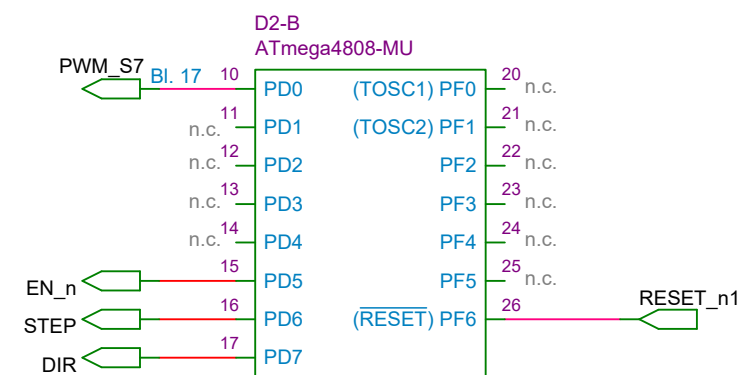 D2-B
ATmega4808-MU
PWM_S7 Bl. 17 10 PD0 (TOSC1) PF0 20 n.c.
n.c. 11 PD1 (TOSC2) PF1 21 n.c.
n.c. 12 PD2 PF2 22 n.c.
n.c. 13 PD3 PF3 23 n.c.
n.c. 14 PD4 PF4 24 n.c.
EN_n 15 PD5 PF5 25 n.c.
STEP 16 PD6 (RESET) PF6 26 RESET_n1
DIR 17 PD7